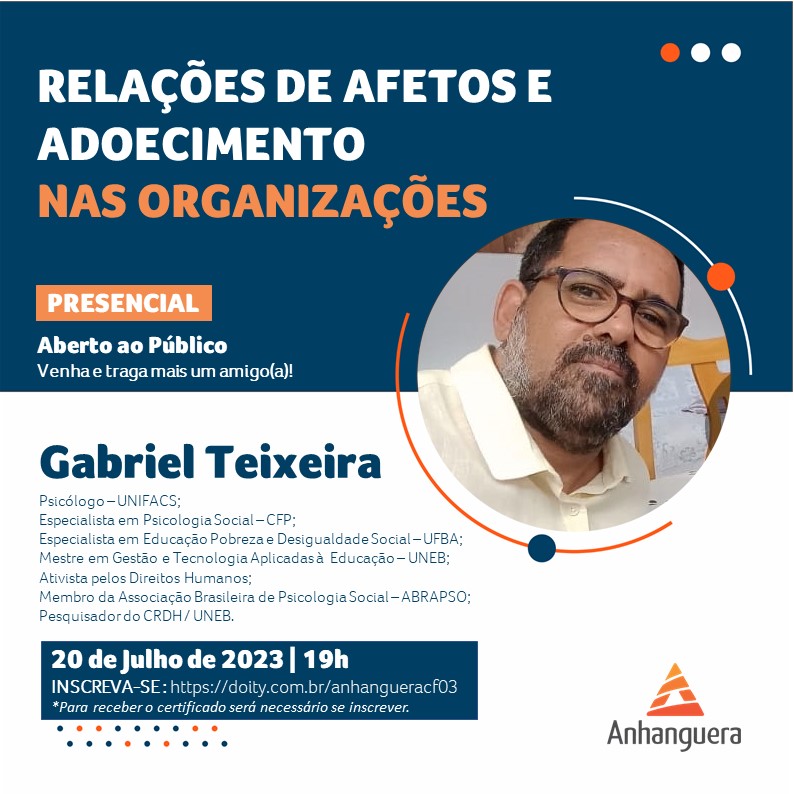 RELAÇÕES DE AFETOS E
ADOECIMENTO
NAS ORGANIZAÇÕES
PRESENCIAL
Aberto ao Público
Venha e traga mais um amigo(a)!
Gabriel Teixeira
Psicólogo – UNIFACS;
Especialista em Psicologia Social – CFP;
Especialista em Educação Pobreza e Desigualdade Social – UFBA;
Mestre em Gestão e Tecnologia Aplicadas à Educação – UNEB;
Ativista pelos Direitos Humanos;
Membro da Associação Brasileira de Psicologia Social – ABRAPSO;
Pesquisador do CRDH / UNEB.
20 de Julho de 2023 | 19h
INSCREVA-SE: https://doity.com.br/anhangueracf03
*Para receber o certificado será necessário se inscrever.
Anhanguera